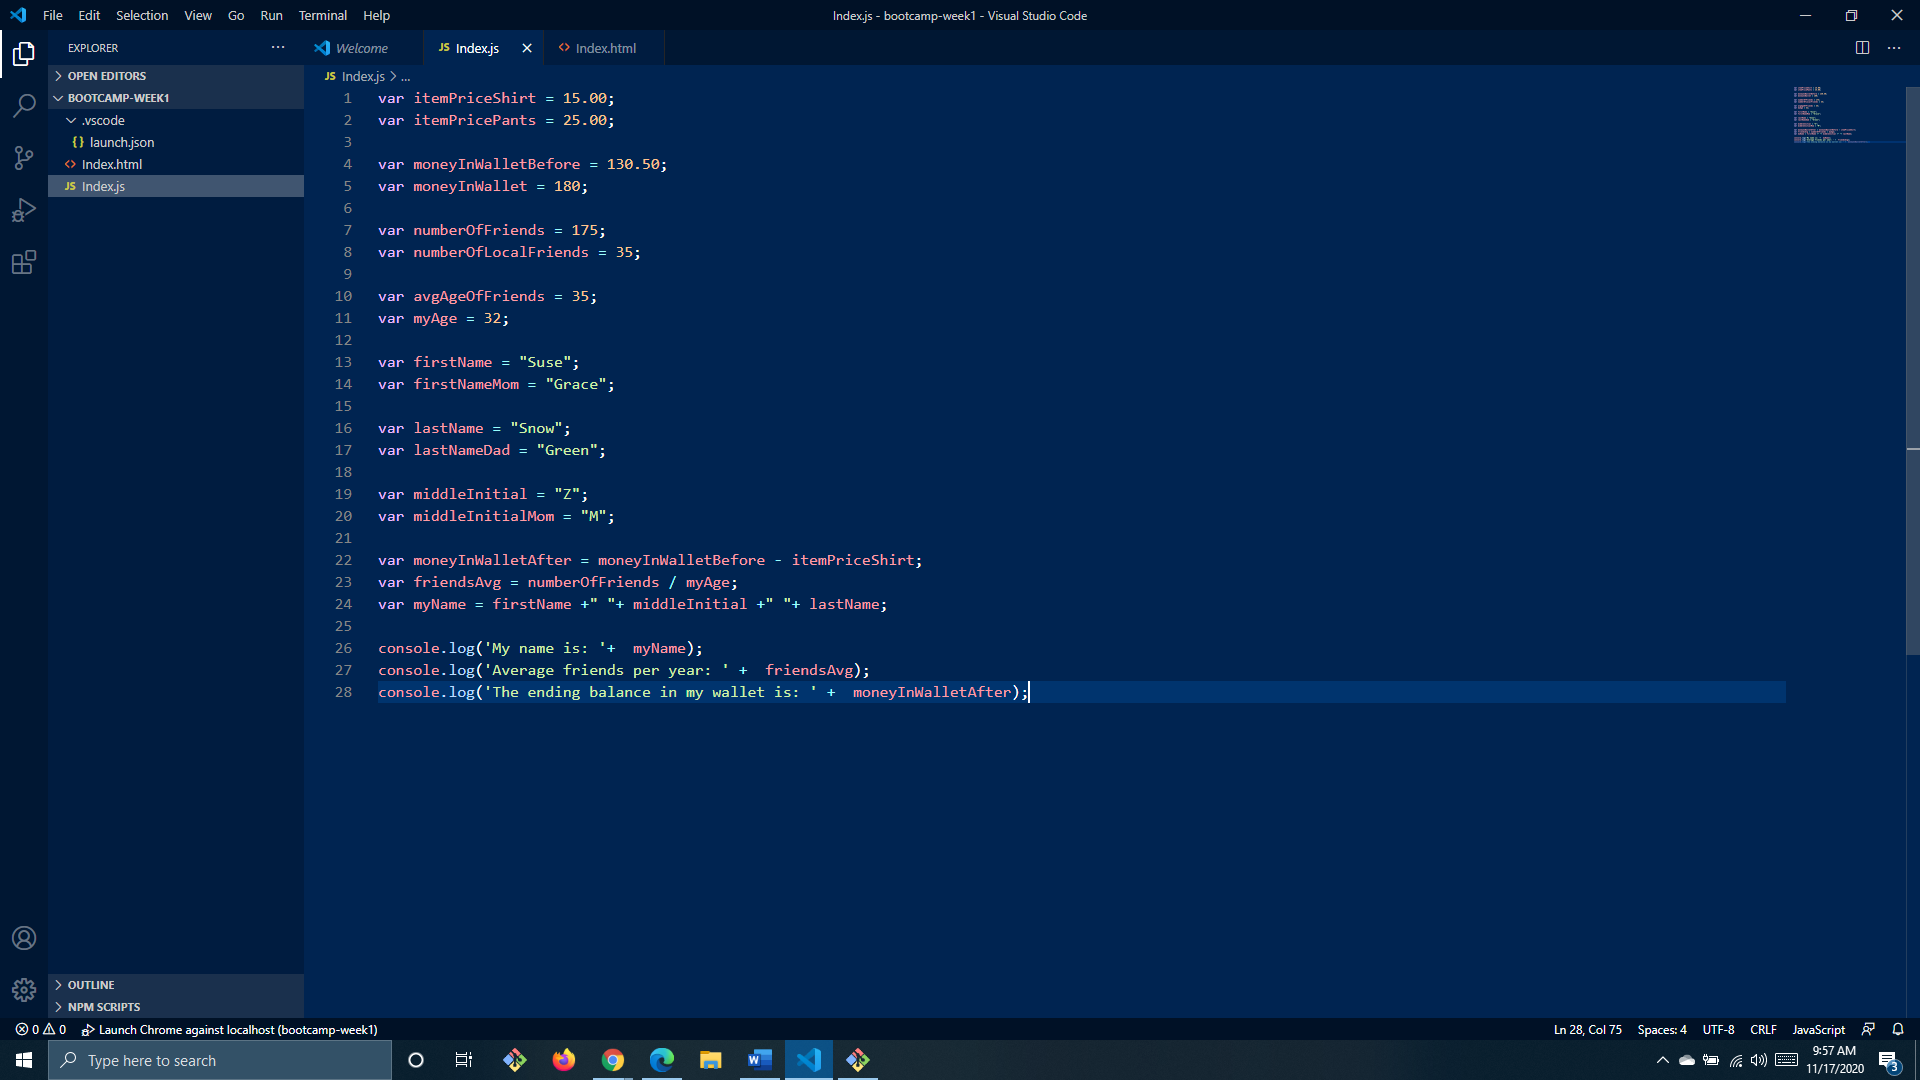 File Edit Selection View Go Run Terminal Help
Index.js - bootcamp-week1 - Visual Studio Code
EXPLORER
Welcome
JS Index.js
Index.html
OPEN EDITORS
BOOTCAMP-WEEK1
.vscode
{} launch.json
<> Index.html
JS Index.js
JS Index.js > ...
1 var itemPriceShirt = 15.00;
2 var itemPricePants = 25.00;
3
4 var moneyInWalletBefore = 130.50;
5 var moneyInWallet = 180;
6
7 var numberOfFriends = 175;
8 var numberOfLocalFriends = 35;
9
10 var avgAgeOfFriends = 35;
11 var myAge = 32;
12
13 var firstName = "Suse";
14 var firstNameMom = "Grace";
15
16 var lastName = "Snow";
17 var lastNameDad = "Green";
18
19 var middleInitial = "Z";
20 var middleInitialMom = "M";
21
22 var moneyInWalletAfter = moneyInWalletBefore - itemPriceShirt;
23 var friendsAvg = numberOfFriends / myAge;
24 var myName = firstName +" "+ middleInitial +" "+ lastName;
25
26 console.log('My name is: '+  myName);
27 console.log('Average friends per year: ' +  friendsAvg);
28 console.log('The ending balance in my wallet is: ' +  moneyInWalletAfter);
OUTLINE
NPM SCRIPTS
0 0 Launch Chrome against localhost (bootcamp-week1)
Ln 28, Col 75 Spaces: 4 UTF-8 CRLF JavaScript
Type here to search
9:57 AM
11/17/2020
3